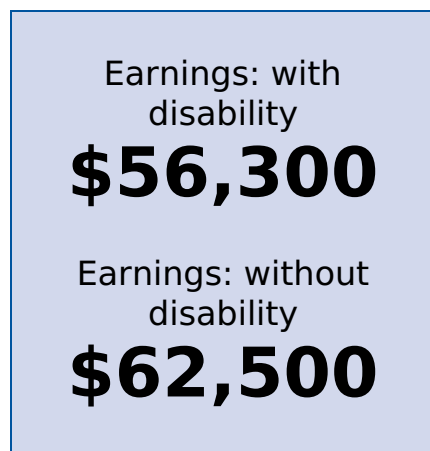 Earnings: with
disability
$56,300
Earnings: without
disability
$62,500